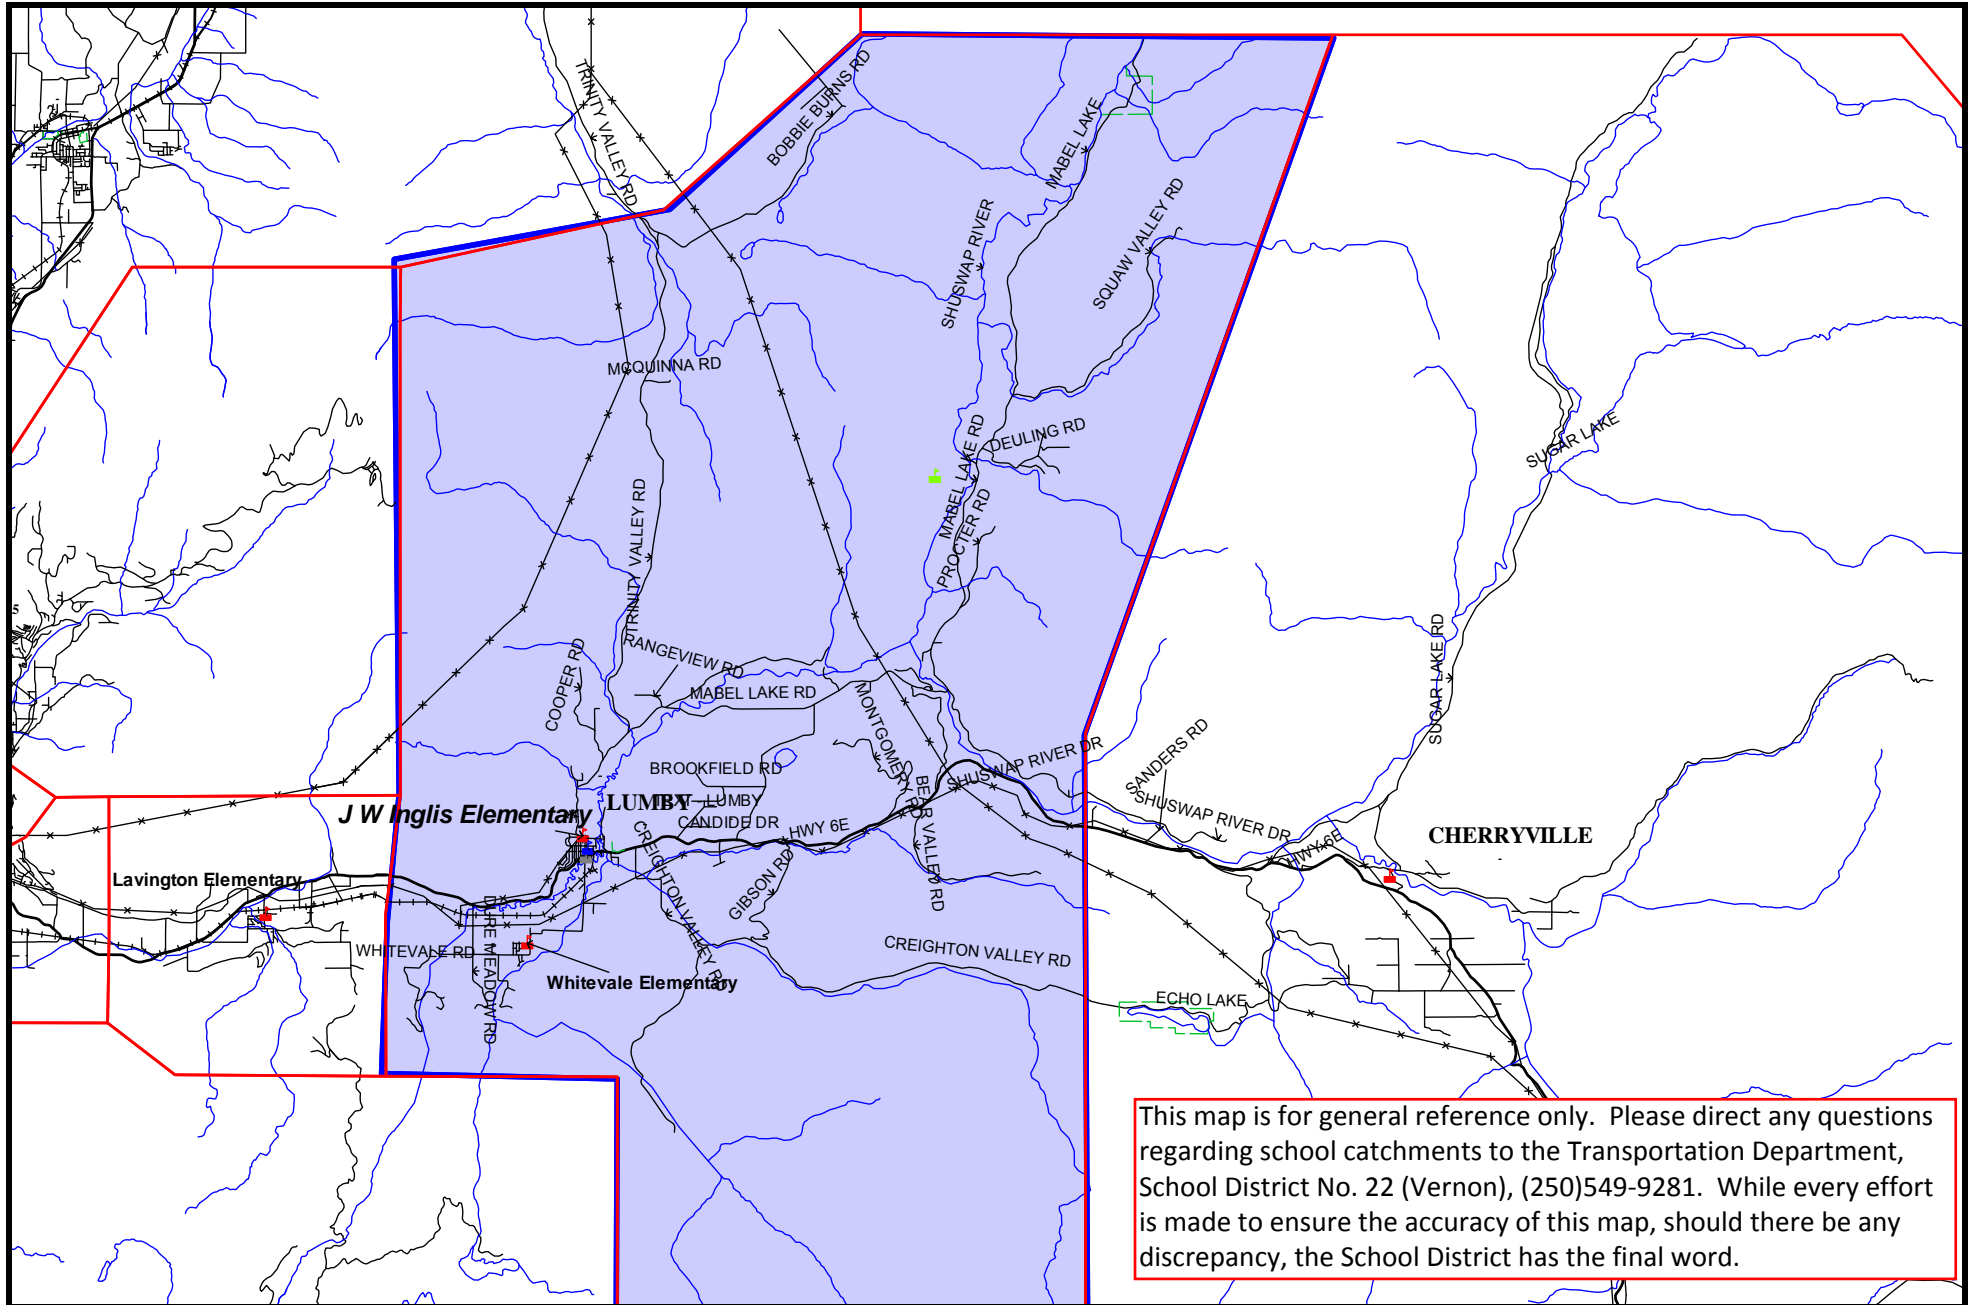 TRINITY VALLEY RD
BOBBIE BURNS RD
MABEL LAKE
SQUAW VALLEY RD
SHUSWAP RIVER
MCQUINNA RD
DEULING RD
MABEL LAKE RD
PROCTER RD
SUGAR LAKE
TRINITY VALLEY RD
RANGEVIEW RD
COOPER RD
MABEL LAKE RD
MONTGOMERY RD
SUGAR LAKE RD
SHUSWAP RIVER DR
SANDERS RD
SHUSWAP RIVER DR
BROOKFIELD RD
LUMBY
LUMBY
CANDIDE DR
J W Inglis Elementary
HWY 6E
BEAR VALLEY RD
HWY 6E
CHERRYVILLE
Lavington Elementary
CREIGHTON VALLEY RD
GIBSON RD
DURE MEADOW RD
WHITEVALE RD
CREIGHTON VALLEY RD
Whitevale Elementary
ECHO LAKE
5
This map is for general reference only. Please direct any questions
regarding school catchments to the Transportation Department,
School District No. 22 (Vernon), (250)549-9281. While every effort
is made to ensure the accuracy of this map, should there be any
discrepancy, the School District has the final word.